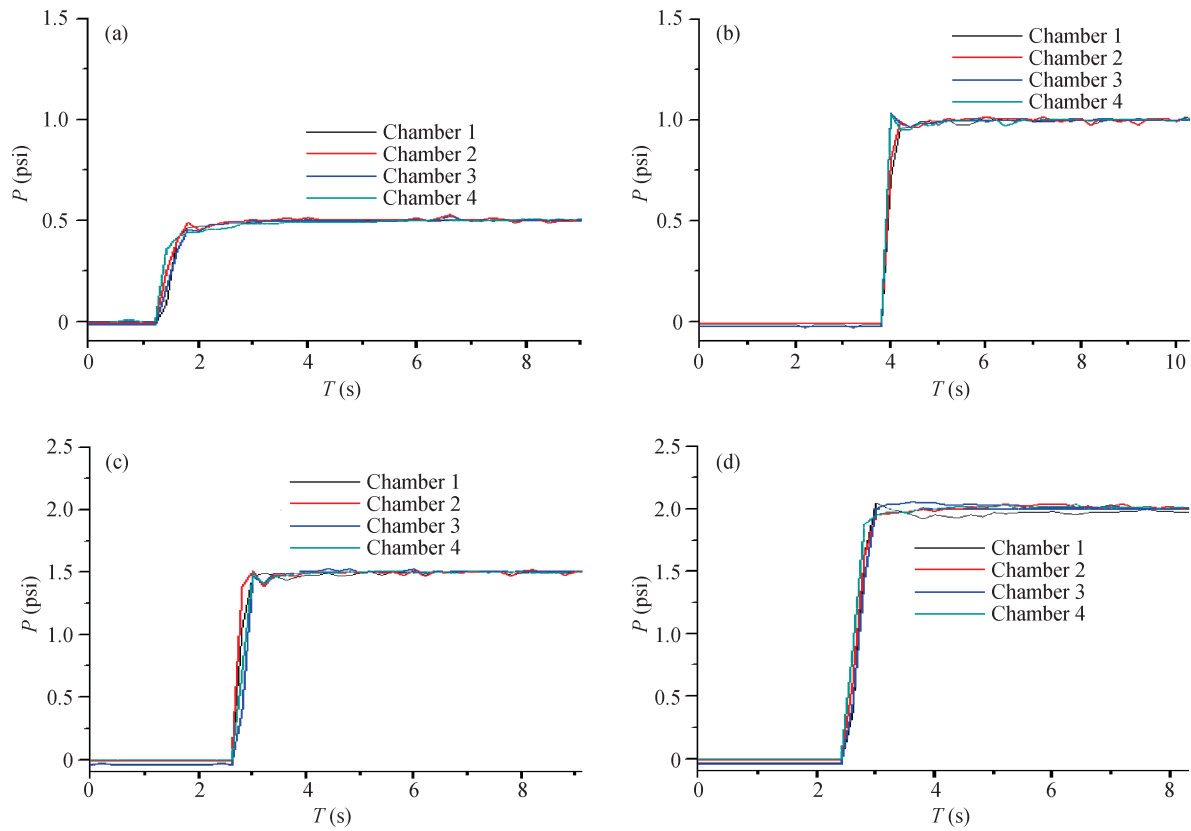 (a)
1.5
1.0
0.5
0
P (psi)
Chamber 1
Chamber 2
Chamber 3
Chamber 4
0 2 4 6 8
T (s)
(b)
1.5
1.0
0.5
0
P (psi)
Chamber 1
Chamber 2
Chamber 3
Chamber 4
0 2 4 6 8 10
T (s)
(c)
2.5
2.0
1.5
1.0
0.5
0
P (psi)
Chamber 1
Chamber 2
Chamber 3
Chamber 4
0 2 4 6 8
T (s)
(d)
2.5
2.0
1.5
1.0
0.5
0
P (psi)
Chamber 1
Chamber 2
Chamber 3
Chamber 4
0 2 4 6 8
T (s)